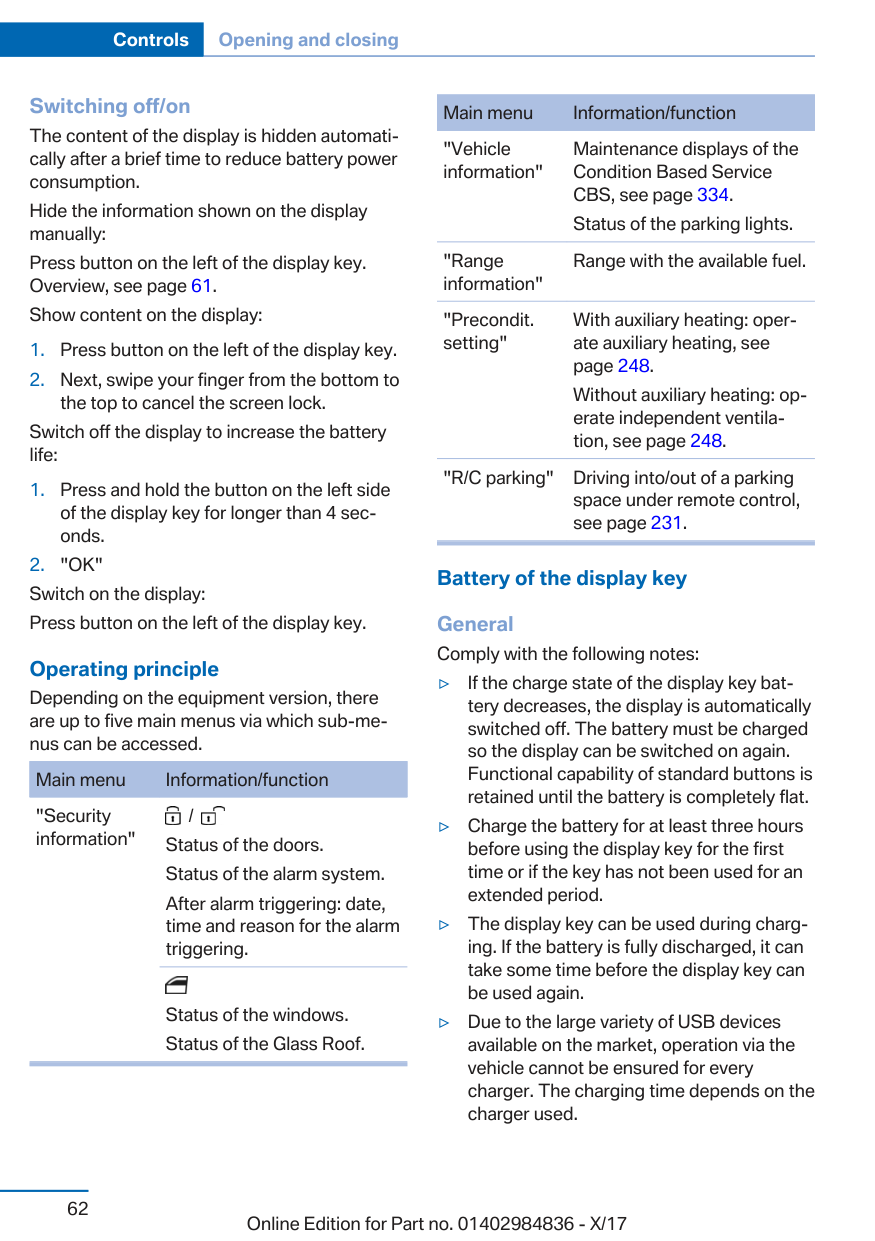 Controls Opening and closing
Switching off/on
The content of the display is hidden automati-
cally after a brief time to reduce battery power
consumption.
Hide the information shown on the display
manually:
Press button on the left of the display key.
Overview, see page 61.
Show content on the display:
1. Press button on the left of the display key.
2. Next, swipe your finger from the bottom to
the top to cancel the screen lock.
Switch off the display to increase the battery
life:
1. Press and hold the button on the left side
of the display key for longer than 4 sec-
onds.
2. "OK"
Switch on the display:
Press button on the left of the display key.
Operating principle
Depending on the equipment version, there
are up to five main menus via which sub-me-
nus can be accessed.
Main menu Information/function
"Security
information"
/
Status of the doors.
Status of the alarm system.
After alarm triggering: date,
time and reason for the alarm
triggering.
Status of the windows.
Status of the Glass Roof.
Main menu Information/function
"Vehicle
information"
Maintenance displays of the
Condition Based Service
CBS, see page 334.
Status of the parking lights.
"Range
information"
Range with the available fuel.
"Precondit.
setting"
With auxiliary heating: oper-
ate auxiliary heating, see
page 248.
Without auxiliary heating: op-
erate independent ventila-
tion, see page 248.
"R/C parking"
Driving into/out of a parking
space under remote control,
see page 231.
Battery of the display key
General
Comply with the following notes:
▷ If the charge state of the display key bat-
tery decreases, the display is automatically
switched off. The battery must be charged
so the display can be switched on again.
Functional capability of standard buttons is
retained until the battery is completely flat.
▷ Charge the battery for at least three hours
before using the display key for the first
time or if the key has not been used for an
extended period.
▷ The display key can be used during charg-
ing. If the battery is fully discharged, it can
take some time before the display key can
be used again.
▷ Due to the large variety of USB devices
available on the market, operation via the
vehicle cannot be ensured for every
charger. The charging time depends on the
charger used.
62
Online Edition for Part no. 01402984836 - X/17